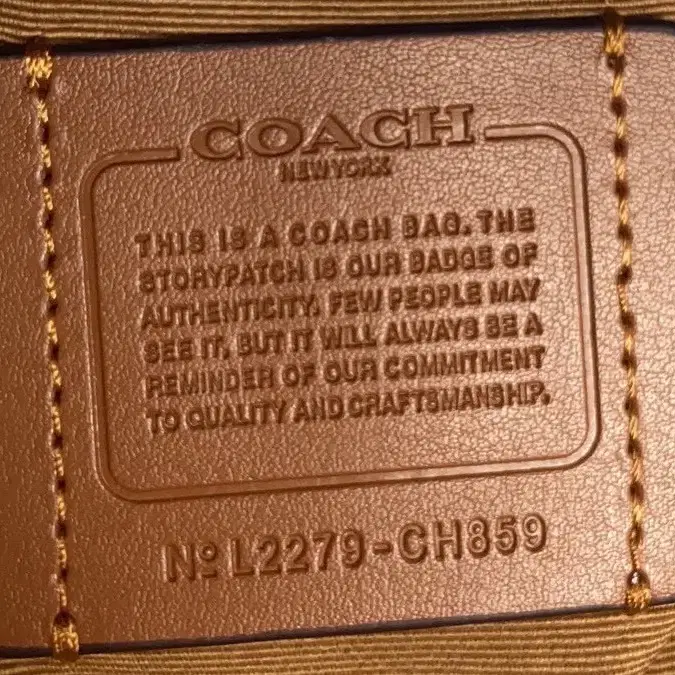 COACH
NEW YORK
THIS IS A COACH BAG. THE
STORYPATCH IS OUR BADGE OF
AUTHENTICITY. FEW PEOPLE MAY
SEE IT, BUT IT WILL ALWAYS BE A
REMINDER OF OUR COMMITMENT
TO QUALITY AND CRAFTSMANSHIP.
Nº L2279-CH859